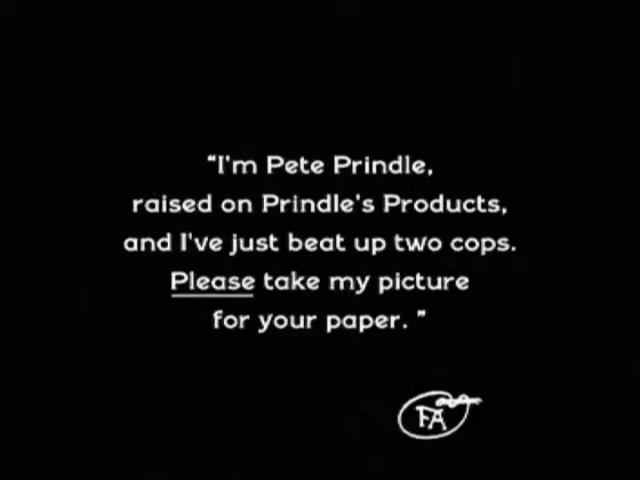 "I'm Pete Prindle,
raised on Prindle's Products,
and I've just beat up two cops.
Please take my picture
for your paper. "
FA